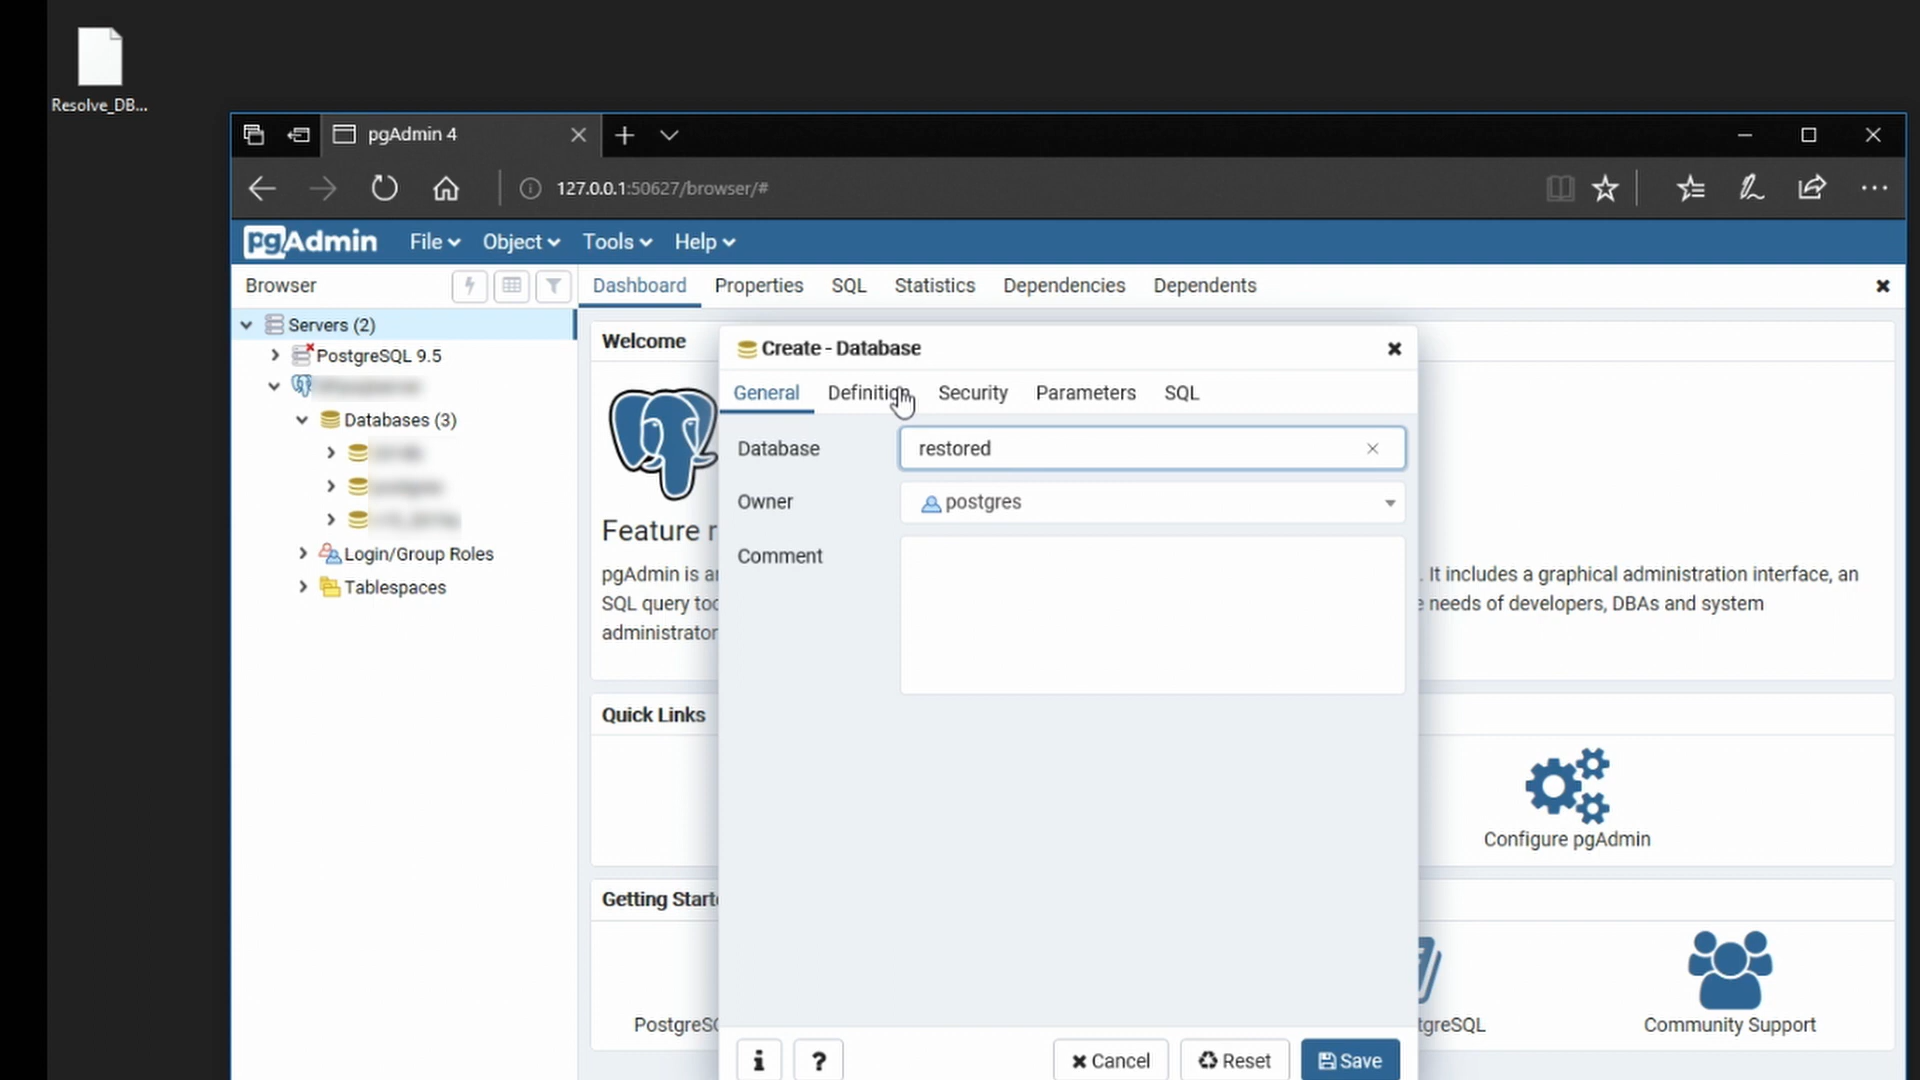 Resolve_DB...
pgAdmin 4
127.0.0.1:50627/browser/#
pgAdmin File Object Tools Help
Browser
Dashboard Properties SQL Statistics Dependencies Dependents
Servers (2)
PostgreSQL 9.5
Databases (3)
Login/Group Roles
Tablespaces
Welcome
Feature r
pgAdmin is a
SQL query too
administrator
. It includes a graphical administration interface, an
needs of developers, DBAs and system
Create - Database
General Definition Security Parameters SQL
Database restored
Owner postgres
Comment
i ? Cancel Reset Save
Quick Links
Configure pgAdmin
Getting Start
PostgreS
greSQL
Community Support